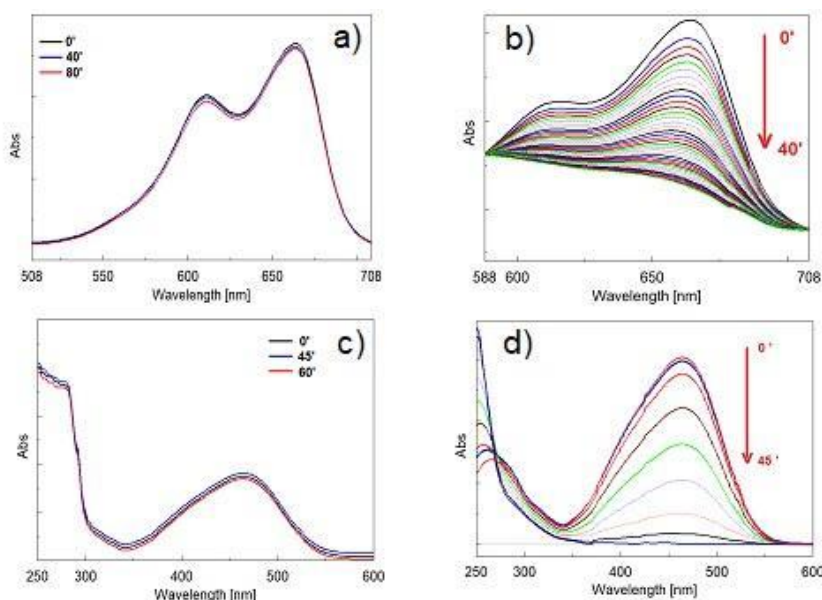 a)
0'
40'
80'
Abs
508 550 600 650 708
Wavelength [nm]
b)
0'
40'
Abs
588 600 650 708
Wavelength [nm]
c)
0'
45'
60'
Abs
250 300 400 500 600
Wavelength [nm]
d)
0'
45'
Abs
250 300 400 500 600
Wavelength [nm]